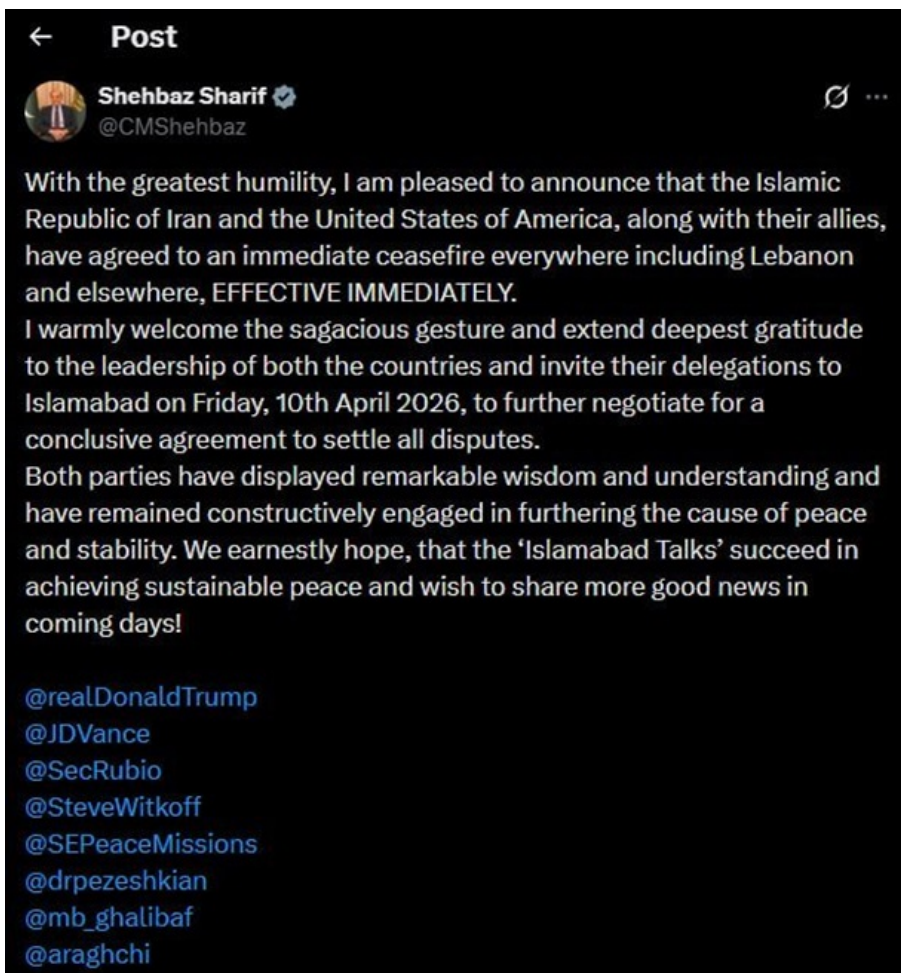 Post
Shehbaz Sharif
@CMShehbaz
With the greatest humility, I am pleased to announce that the Islamic
Republic of Iran and the United States of America, along with their allies,
have agreed to an immediate ceasefire everywhere including Lebanon
and elsewhere, EFFECTIVE IMMEDIATELY.
I warmly welcome the sagacious gesture and extend deepest gratitude
to the leadership of both the countries and invite their delegations to
Islamabad on Friday, 10th April 2026, to further negotiate for a
conclusive agreement to settle all disputes.
Both parties have displayed remarkable wisdom and understanding and
have remained constructively engaged in furthering the cause of peace
and stability. We earnestly hope, that the ‘Islamabad Talks’ succeed in
achieving sustainable peace and wish to share more good news in
coming days!
@realDonaldTrump
@JDVance
@SecRubio
@SteveWitkoff
@SEPeaceMissions
@drpezeshkian
@mb_ghalibaf
@araghchi